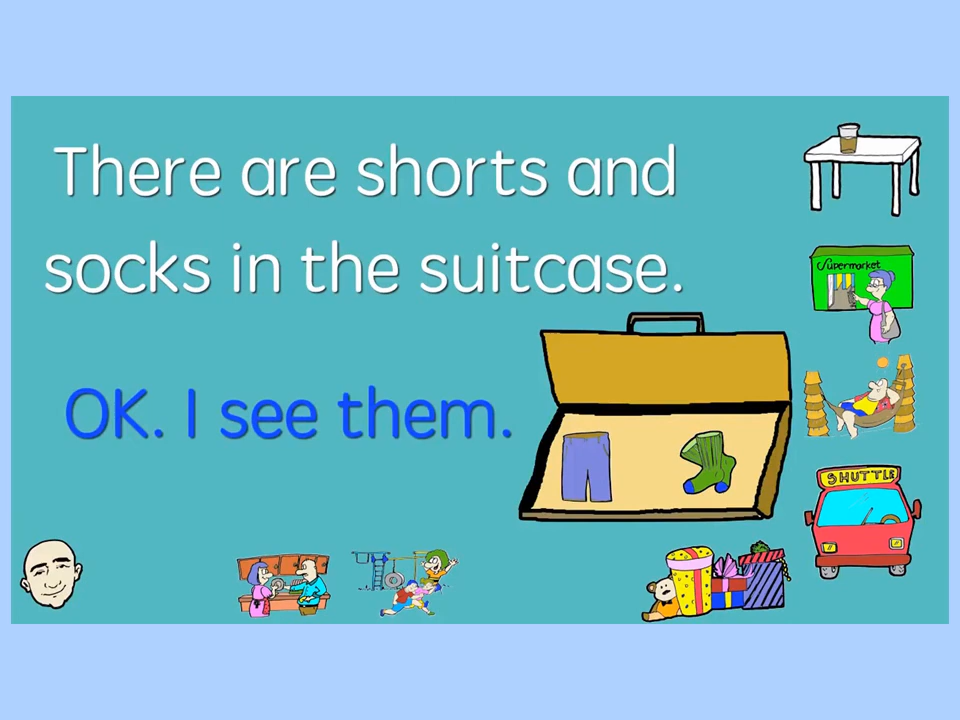 There are shorts and
socks in the suitcase.
OK. I see them.
Supermarket
SHUTTLE